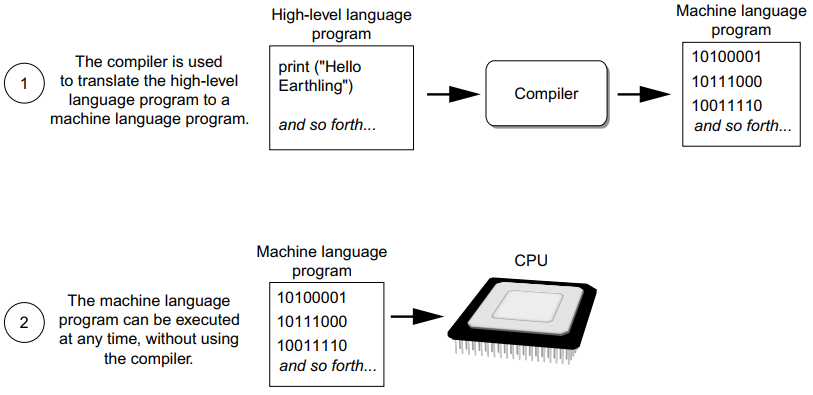 1
The compiler is used
to translate the high-level
language program to a
machine language program.
High-level language
program
print ("Hello
Earthling")
and so forth...
Compiler
Machine language
program
10100001
10111000
10011110
and so forth...
2
The machine language
program can be executed
at any time, without using
the compiler.
Machine language
program
10100001
10111000
10011110
and so forth...
CPU